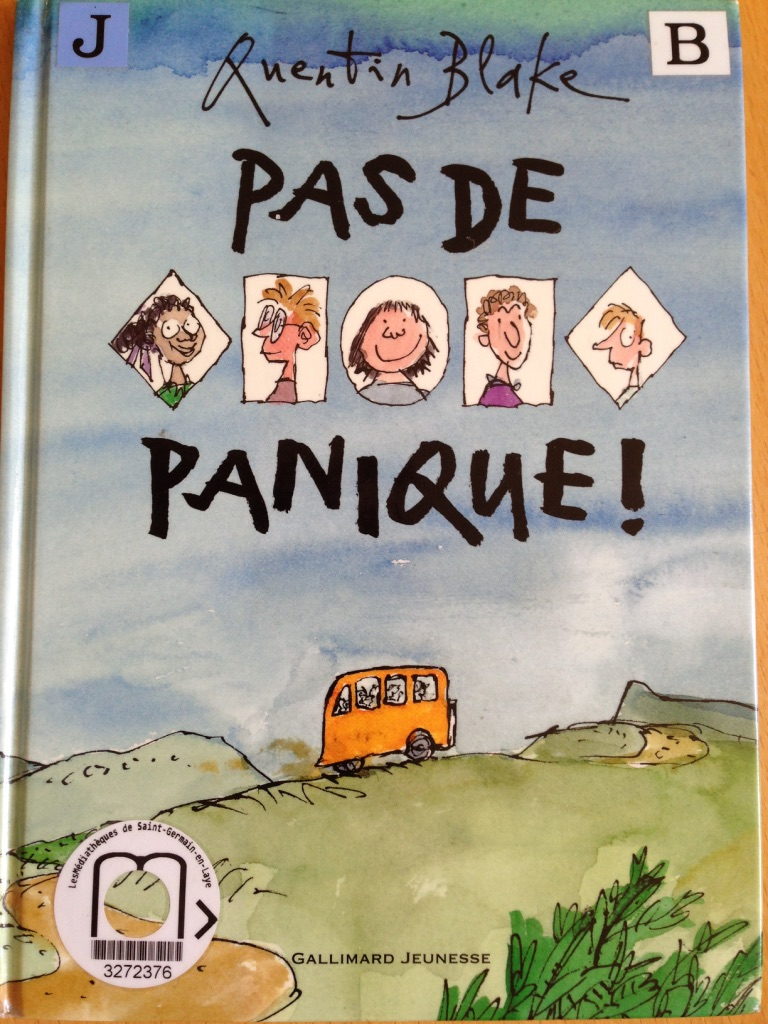 J
B
Quentin Blake
PAS DE
PANIQUE!
LesMédiathèques de Saint-Germain-en-Laye
3272376
GALLIMARD JEUNESSE